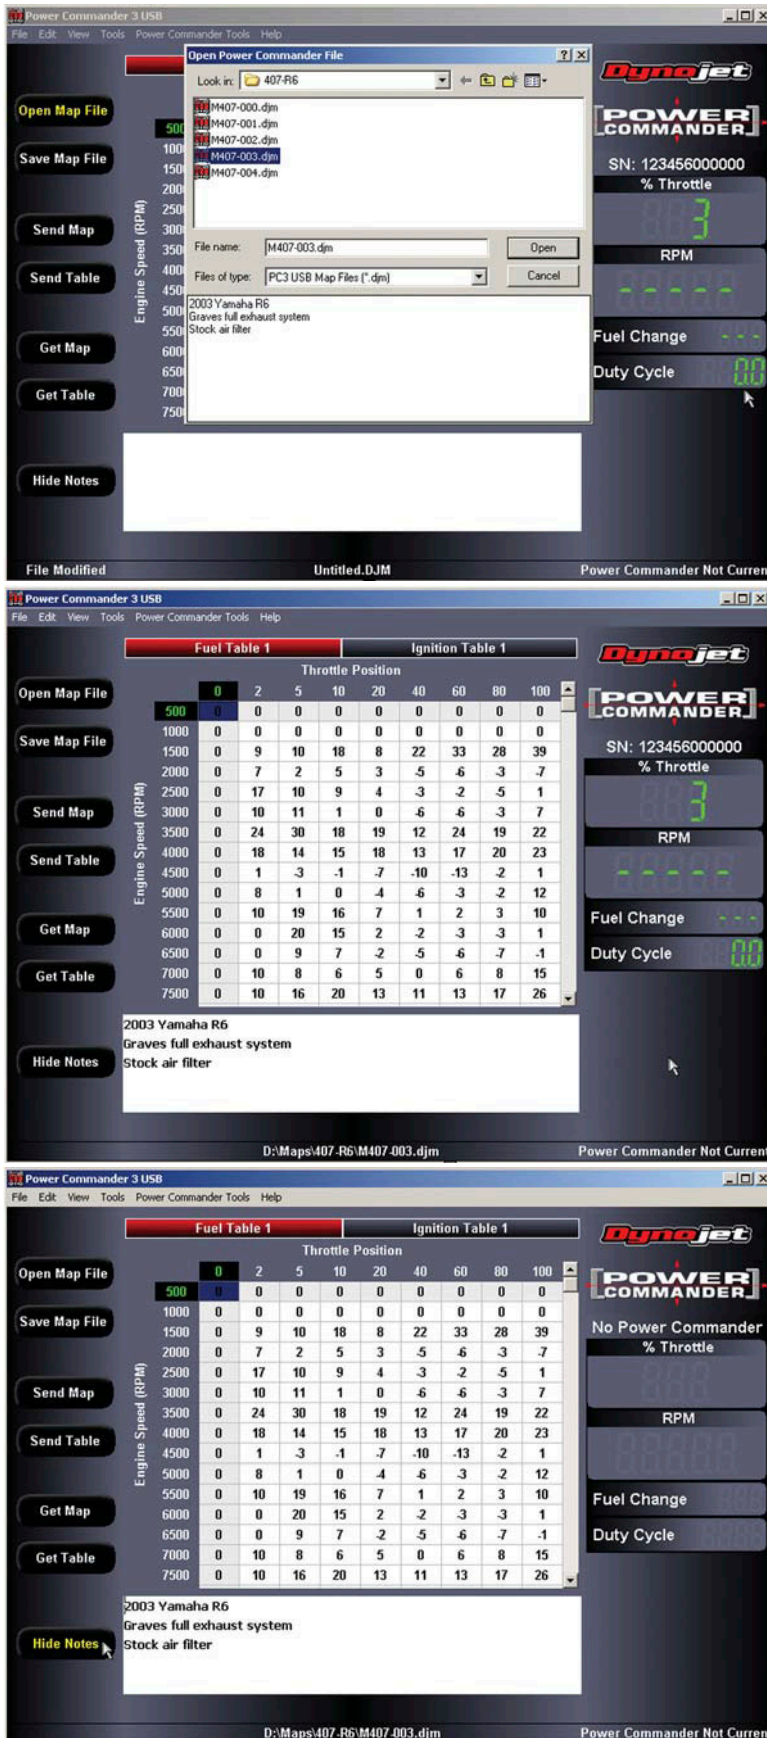 Power Commander 3 USB
File Edit View Tools Power Commander Tools Help
Open Power Commander File
Look in: 407-R6
M407-000.djm
M407-001.djm
M407-002.djm
M407-003.djm
M407-004.djm
File name: M407-003.djm Open
Files of type: PC3 USB Map Files (*.djm) Cancel
2003 Yamaha R6
Graves full exhaust system
Stock air filter
Open Map File
Save Map File
Send Map
Send Table
Get Map
Get Table
Hide Notes
Engine Speed (RPM)
500
1000
1500
2000
2500
3000
3500
4000
4500
5000
5500
6000
6500
7000
7500
Dynojet
POWER
COMMANDER
SN: 123456000000
% Throttle
3
RPM
- - - - -
Fuel Change - - -
Duty Cycle 0.0
File Modified Untitled.DJM Power Commander Not Curren
Power Commander 3 USB
File Edit View Tools Power Commander Tools Help
Fuel Table 1 Ignition Table 1
Throttle Position
Open Map File
Save Map File
Send Map
Send Table
Get Map
Get Table
Hide Notes
Engine Speed (RPM)
0 2 5 10 20 40 60 80 100
500 0 0 0 0 0 0 0 0 0
1000 0 0 0 0 0 0 0 0 0
1500 0 9 10 18 8 22 33 28 39
2000 0 7 2 5 3 -5 -6 -3 -7
2500 0 17 10 9 4 -3 -2 -5 1
3000 0 10 11 1 0 -6 -6 -3 7
3500 0 24 30 18 19 12 24 19 22
4000 0 18 14 15 18 13 17 20 23
4500 0 1 -3 -1 -7 -10 -13 -2 1
5000 0 8 1 0 -4 -6 -3 -2 12
5500 0 10 19 16 7 1 2 3 10
6000 0 0 20 15 2 -2 -3 -3 1
6500 0 0 9 7 -2 -5 -6 -7 -1
7000 0 10 8 6 5 0 6 8 15
7500 0 10 16 20 13 11 13 17 26
2003 Yamaha R6
Graves full exhaust system
Stock air filter
Dynojet
POWER
COMMANDER
SN: 123456000000
% Throttle
3
RPM
- - - - -
Fuel Change - - -
Duty Cycle 0.0
D:\Maps\407-R6\M407-003.djm Power Commander Not Curren
Power Commander 3 USB
File Edit View Tools Power Commander Tools Help
Fuel Table 1 Ignition Table 1
Throttle Position
Open Map File
Save Map File
Send Map
Send Table
Get Map
Get Table
Hide Notes
Engine Speed (RPM)
0 2 5 10 20 40 60 80 100
500 0 0 0 0 0 0 0 0 0
1000 0 0 0 0 0 0 0 0 0
1500 0 9 10 18 8 22 33 28 39
2000 0 7 2 5 3 -5 -6 -3 -7
2500 0 17 10 9 4 -3 -2 -5 1
3000 0 10 11 1 0 -6 -6 -3 7
3500 0 24 30 18 19 12 24 19 22
4000 0 18 14 15 18 13 17 20 23
4500 0 1 -3 -1 -7 -10 -13 -2 1
5000 0 8 1 0 -4 -6 -3 -2 12
5500 0 10 19 16 7 1 2 3 10
6000 0 0 20 15 2 -2 -3 -3 1
6500 0 0 9 7 -2 -5 -6 -7 -1
7000 0 10 8 6 5 0 6 8 15
7500 0 10 16 20 13 11 13 17 26
2003 Yamaha R6
Graves full exhaust system
Stock air filter
Dynojet
POWER
COMMANDER
No Power Commander
% Throttle
RPM
Fuel Change
Duty Cycle
D:\Maps\407-R6\M407-003.djm Power Commander Not Curren